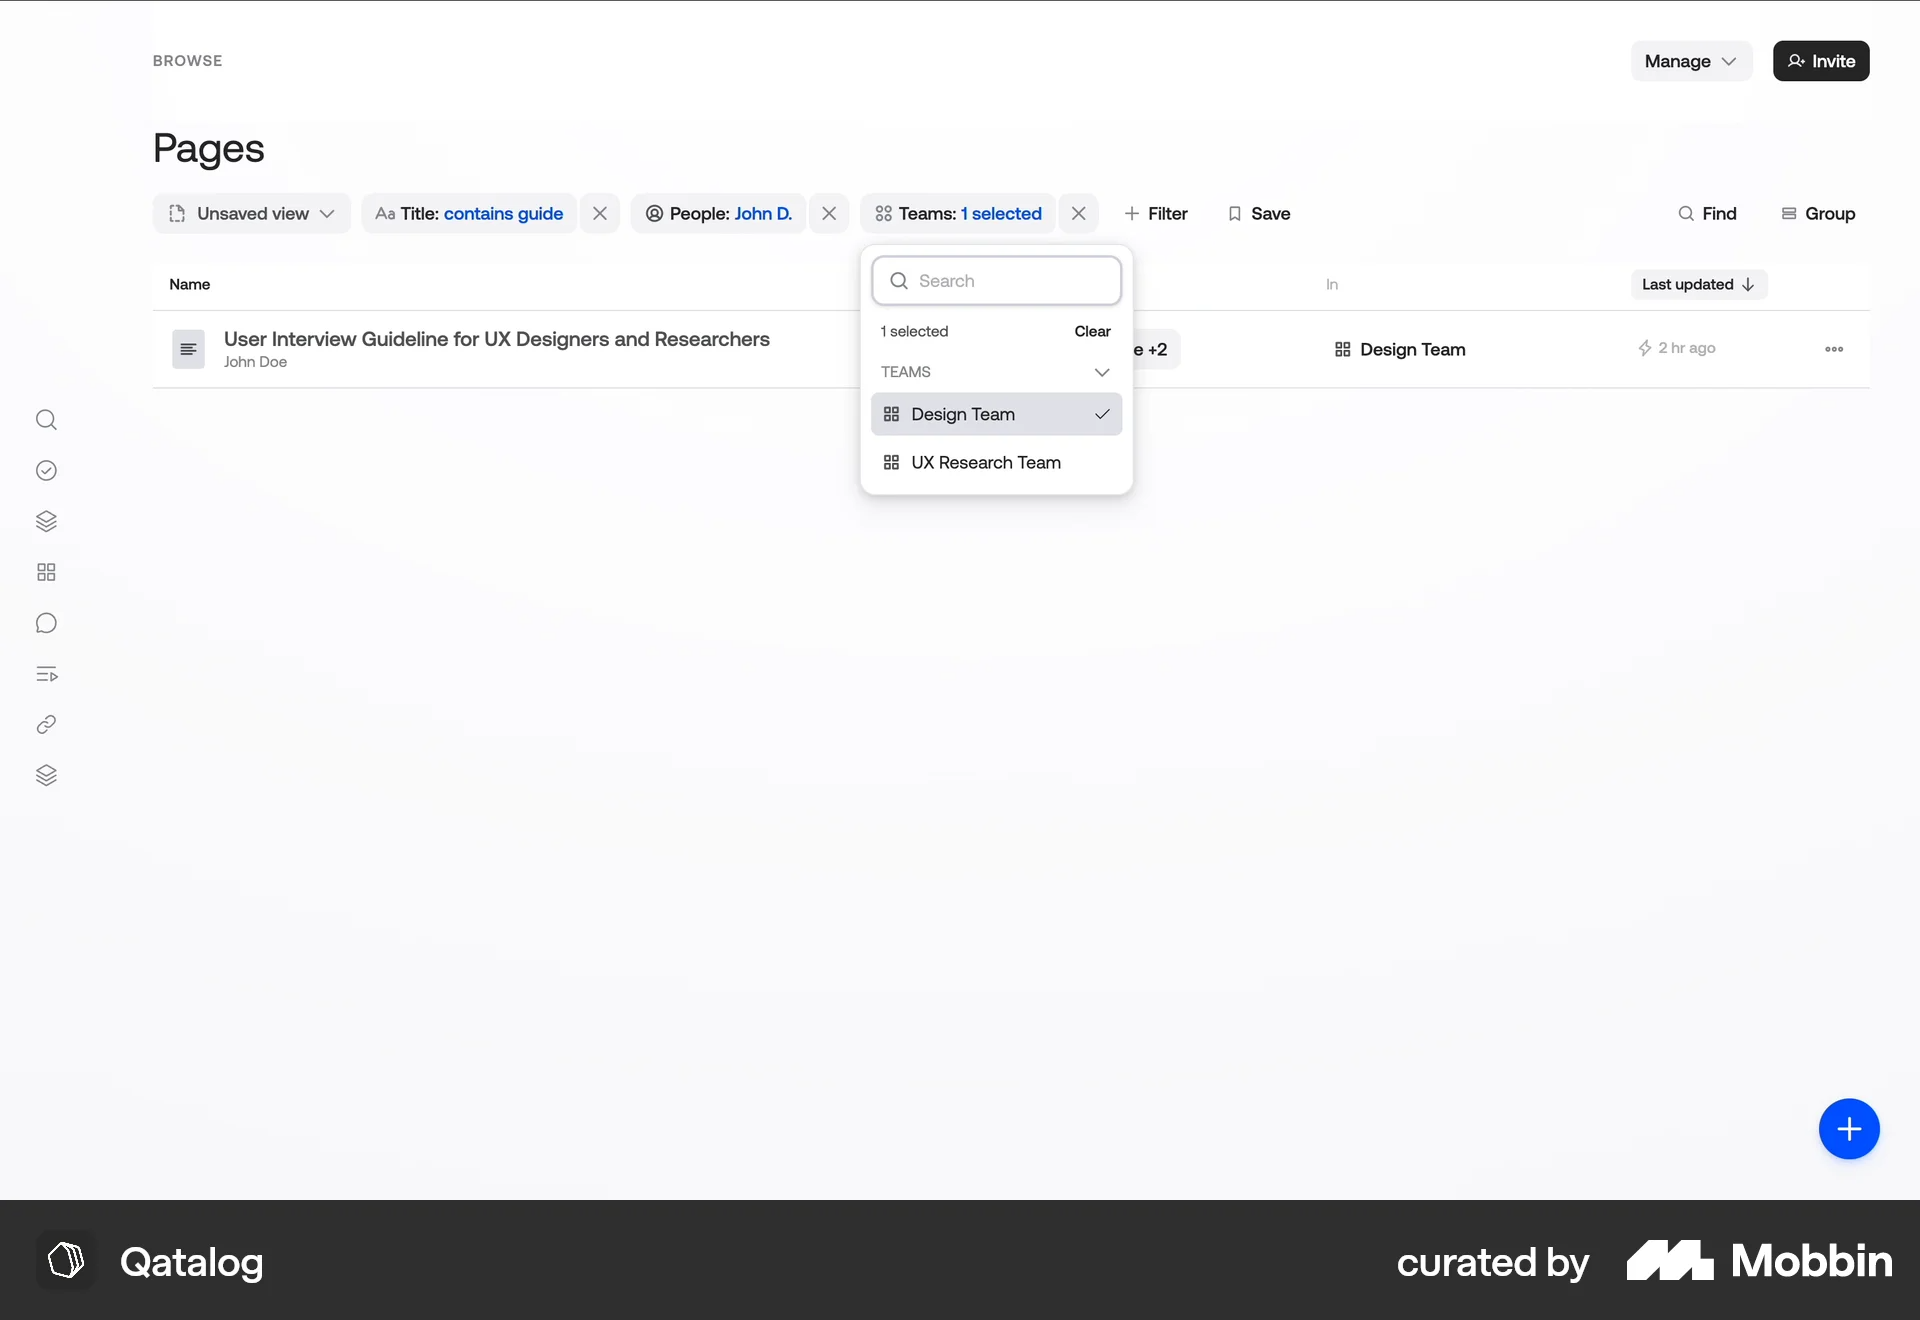 BROWSE
Manage
Invite
Pages
Unsaved view
Aa Title: contains guide
People: John D.
Teams: 1 selected
Filter
Save
Find
Group
Search
Name
In
Last updated
1 selected
Clear
User Interview Guideline for UX Designers and Researchers
John Doe
e +2
Design Team
2 hr ago
TEAMS
Design Team
UX Research Team
Qatalog
curated by
Mobbin